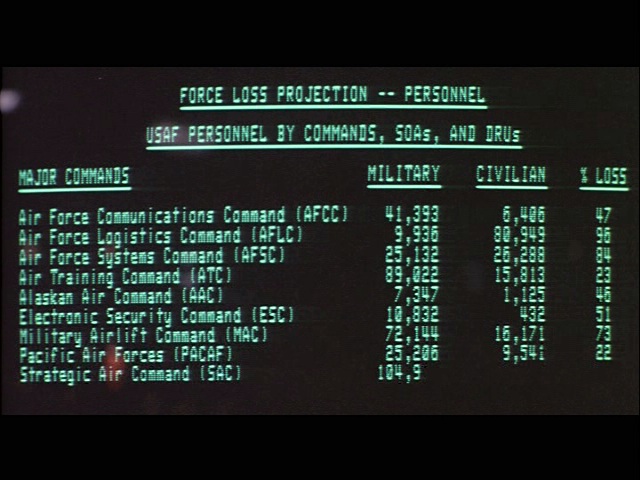 FORCE LOSS PROJECTION -- PERSONNEL
USAF PERSONNEL BY COMMANDS, SOAs, AND DRUs
MAJOR COMMANDS MILITARY CIVILIAN % LOSS
Air Force Communications Command (AFCC) 41,393 6,406 47
Air Force Logistics Command (AFLC) 9,336 80,949 96
Air Force Systems Command (AFSC) 25,132 26,288 84
Air Training Command (ATC) 89,022 15,813 23
Alaskan Air Command (AAC) 7,347 1,125 46
Electronic Security Command (ESC) 10,832 432 51
Military Airlift Command (MAC) 72,144 16,171 73
Pacific Air Forces (PACAF) 25,206 9,541 22
Strategic Air Command (SAC) 104,9